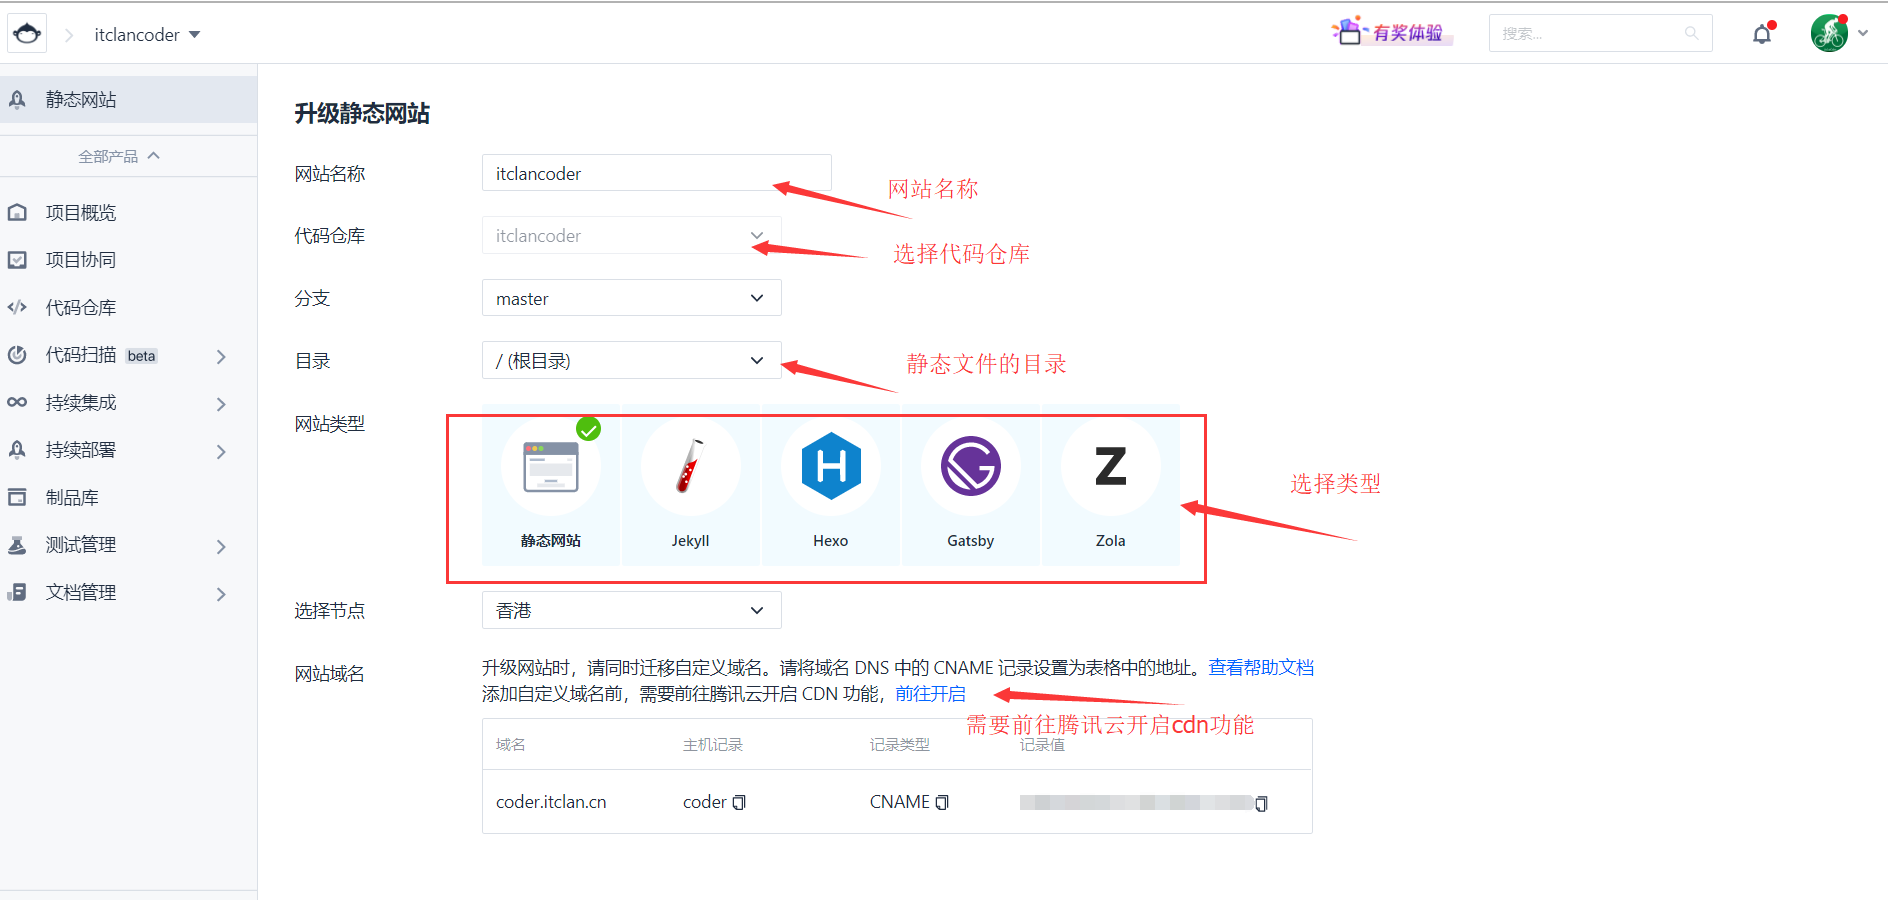 itclancoder
有奖体验
搜索...
静态网站
全部产品
项目概览
项目协同
代码仓库
代码扫描 beta
持续集成
持续部署
制品库
测试管理
文档管理
升级静态网站
网站名称 itclancoder
网站名称
代码仓库 itclancoder
选择代码仓库
分支 master
目录 / (根目录)
静态文件的目录
网站类型
静态网站 Jekyll Hexo Gatsby Zola
选择类型
选择节点 香港
网站域名 升级网站时，请同时迁移自定义域名。请将域名 DNS 中的 CNAME 记录设置为表格中的地址。查看帮助文档
添加自定义域名前，需要前往腾讯云开启 CDN 功能，前往开启
需要前往腾讯云开启cdn功能
域名 主机记录 记录类型 记录值
coder.itclan.cn coder CNAME